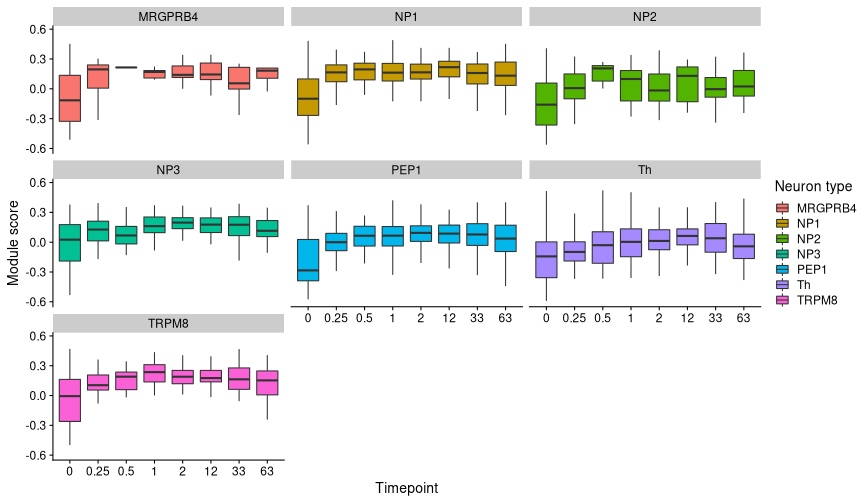 MRGPRB4 NP1 NP2
0.6
0.3
0.0
-0.3
-0.6
NP3 PEP1 Th
0.6
0.3
0.0
-0.3
-0.6
0 0.25 0.5 1 2 12 33 63 0 0.25 0.5 1 2 12 33 63
TRPM8
0.6
0.3
0.0
-0.3
-0.6
0 0.25 0.5 1 2 12 33 63
Timepoint
Module score
Neuron type
MRGPRB4
NP1
NP2
NP3
PEP1
Th
TRPM8